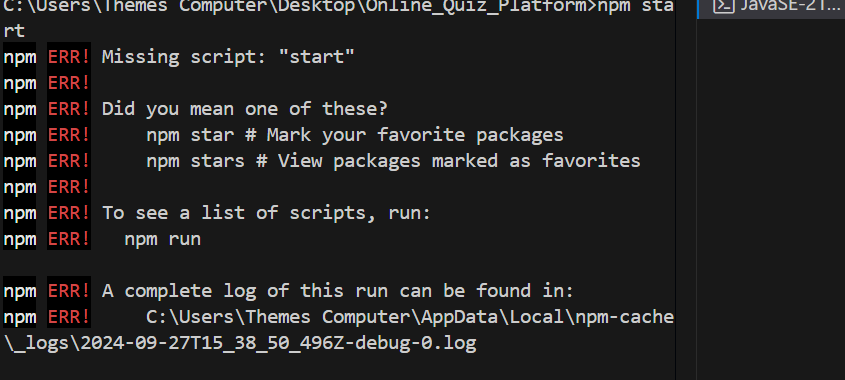 C:\Users\Themes Computer\Desktop\Online_Quiz_Platform>npm sta
rt
npm ERR! Missing script: "start"
npm ERR!
npm ERR! Did you mean one of these?
npm ERR!     npm star # Mark your favorite packages
npm ERR!     npm stars # View packages marked as favorites
npm ERR!
npm ERR! To see a list of scripts, run:
npm ERR!   npm run
npm ERR! A complete log of this run can be found in:
npm ERR!     C:\Users\Themes Computer\AppData\Local\npm-cache
\_logs\2024-09-27T15_38_50_496Z-debug-0.log
JavaSE-21...